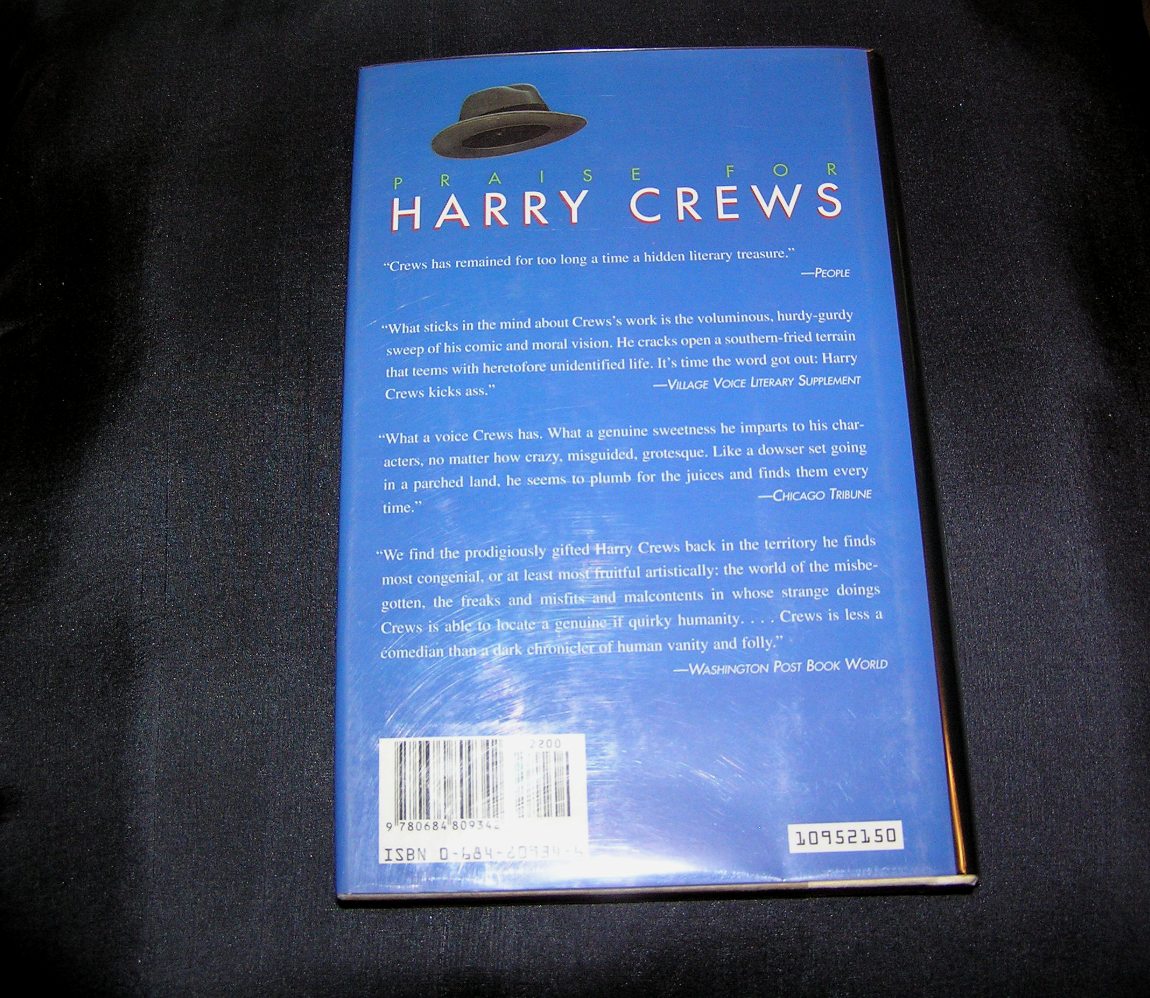 PRAISE FOR
HARRY CREWS
“Crews has remained for too long a time a hidden literary treasure.”
—PEOPLE
“What sticks in the mind about Crews’s work is the voluminous, hurdy-gurdy
sweep of his comic and moral vision. He cracks open a southern-fried terrain
that teems with heretofore unidentified life. It’s time the word got out: Harry
Crews kicks ass.” —VILLAGE VOICE LITERARY SUPPLEMENT
“What a voice Crews has. What a genuine sweetness he imparts to his char-
acters, no matter how crazy, misguided, grotesque. Like a dowser set going
in a parched land, he seems to plumb for the juices and finds them every
time.” —CHICAGO TRIBUNE
“We find the prodigiously gifted Harry Crews back in the territory he finds
most congenial, or at least most fruitful artistically: the world of the misbe-
gotten, the freaks and misfits and malcontents in whose strange doings
Crews is able to locate a genuine if quirky humanity. . . . Crews is less a
comedian than a dark chronicler of human vanity and folly.”
—WASHINGTON POST BOOK WORLD
2200
9 780684 809342
ISBN
10952150